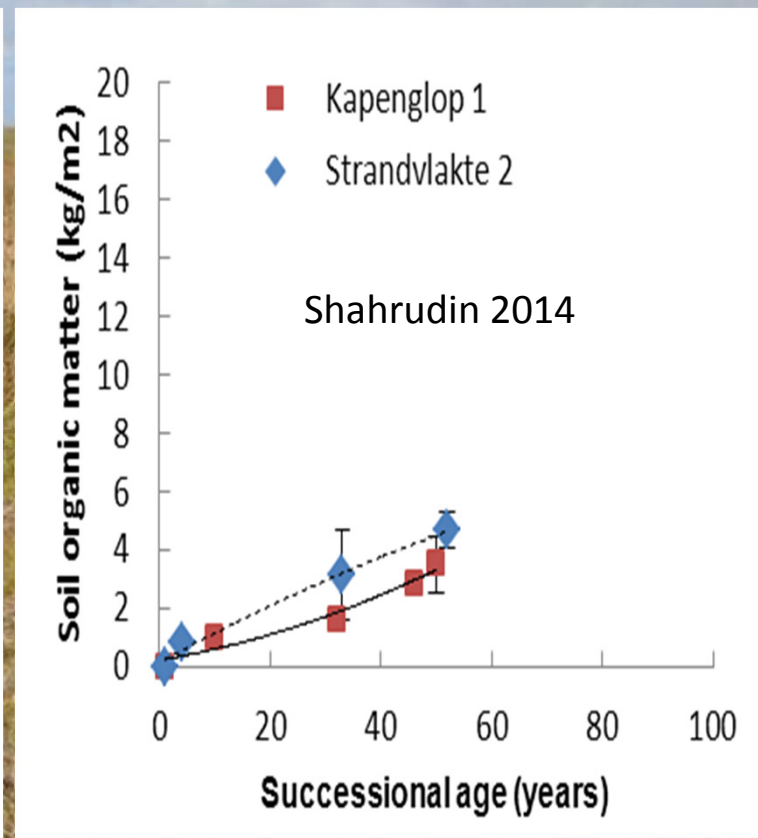 Soil organic matter (kg/m2)
20
18
16
14
12
10
8
6
4
2
0
Kapenglop 1
Strandvlakte 2
Shahrudin 2014
0 20 40 60 80 100
Successional age (years)